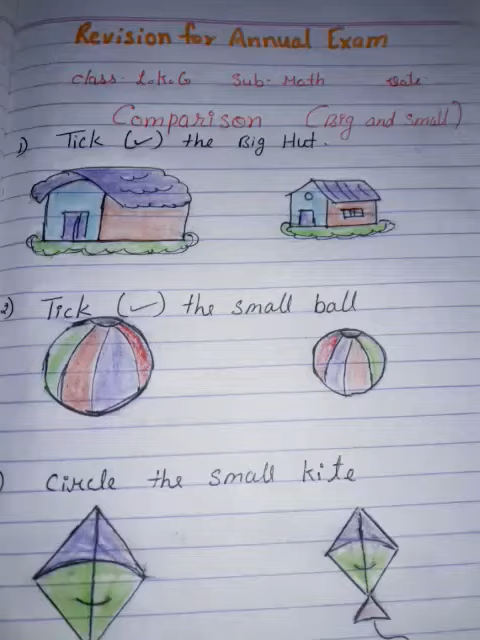 Revision for Annual Exam
Class- L.K.G Sub- Math Date-
Comparison (Big and small)
1) Tick (✓) the Big Hut.
2) Tick (✓) the small ball
) Circle the small kite